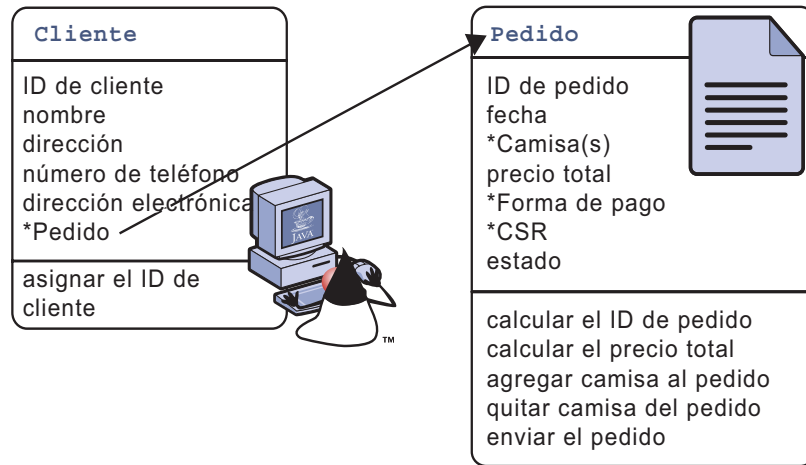 Cliente
ID de cliente
nombre
dirección
número de teléfono
dirección electrónica
*Pedido
asignar el ID de
cliente
JAVA
TM
Pedido
ID de pedido
fecha
*Camisa(s)
precio total
*Forma de pago
*CSR
estado
calcular el ID de pedido
calcular el precio total
agregar camisa al pedido
quitar camisa del pedido
enviar el pedido